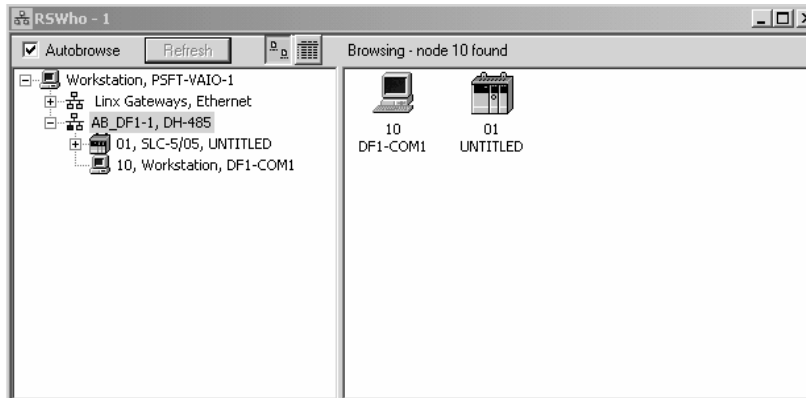 RSWho - 1
Autobrowse
Refresh
Browsing - node 10 found
Workstation, PSFT-VAIO-1
Linx Gateways, Ethernet
AB_DF1-1, DH-485
01, SLC-5/05, UNTITLED
10, Workstation, DF1-COM1
10
DF1-COM1
01
UNTITLED